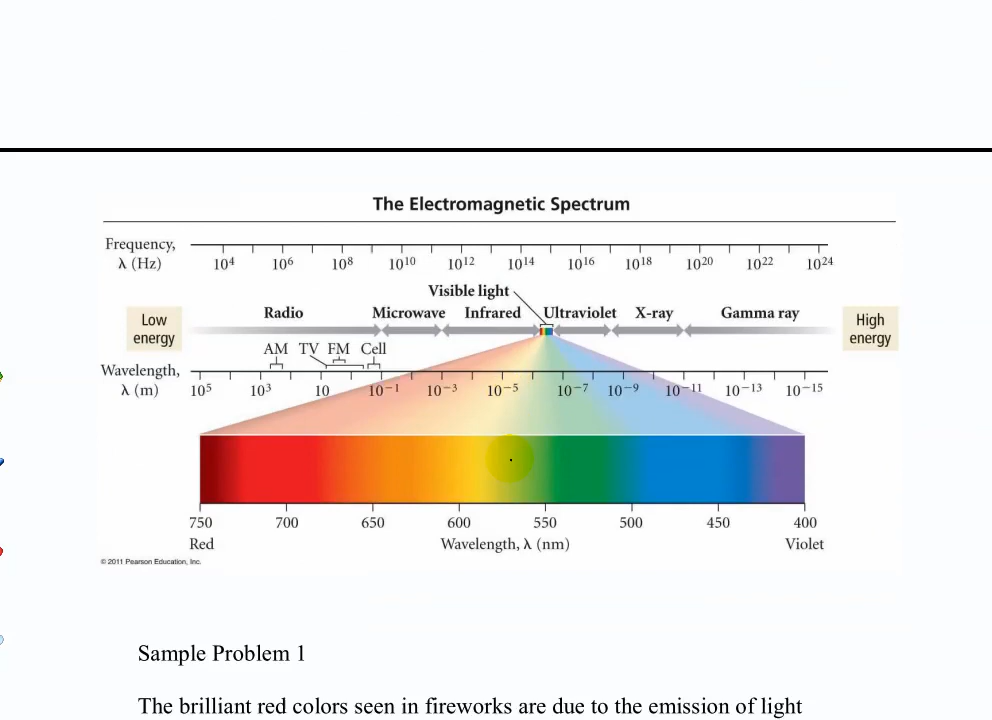 The Electromagnetic Spectrum
Frequency,
λ (Hz)
10⁴ 10⁶ 10⁸ 10¹⁰ 10¹² 10¹⁴ 10¹⁶ 10¹⁸ 10²⁰ 10²² 10²⁴
Visible light
Low
energy
Radio Microwave Infrared Ultraviolet X-ray Gamma ray
High
energy
AM TV FM Cell
Wavelength,
λ (m)
10⁵ 10³ 10 10⁻¹ 10⁻³ 10⁻⁵ 10⁻⁷ 10⁻⁹ 10⁻¹¹ 10⁻¹³ 10⁻¹⁵
750 700 650 600 550 500 450 400
Red Wavelength, λ (nm) Violet
© 2011 Pearson Education, Inc.
Sample Problem 1
The brilliant red colors seen in fireworks are due to the emission of light